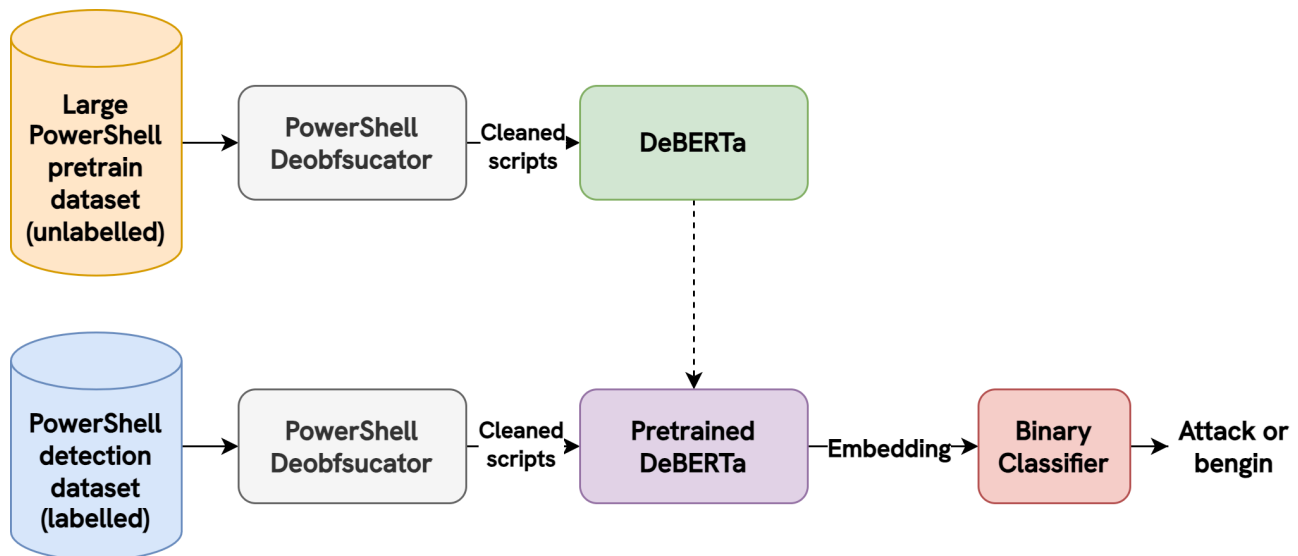 Large
PowerShell
pretrain
dataset
(unlabelled)
PowerShell
Deobfsucator
Cleaned
scripts
DeBERTa
PowerShell
detection
dataset
(labelled)
PowerShell
Deobfsucator
Cleaned
scripts
Pretrained
DeBERTa
Embedding
Binary
Classifier
Attack or
bengin